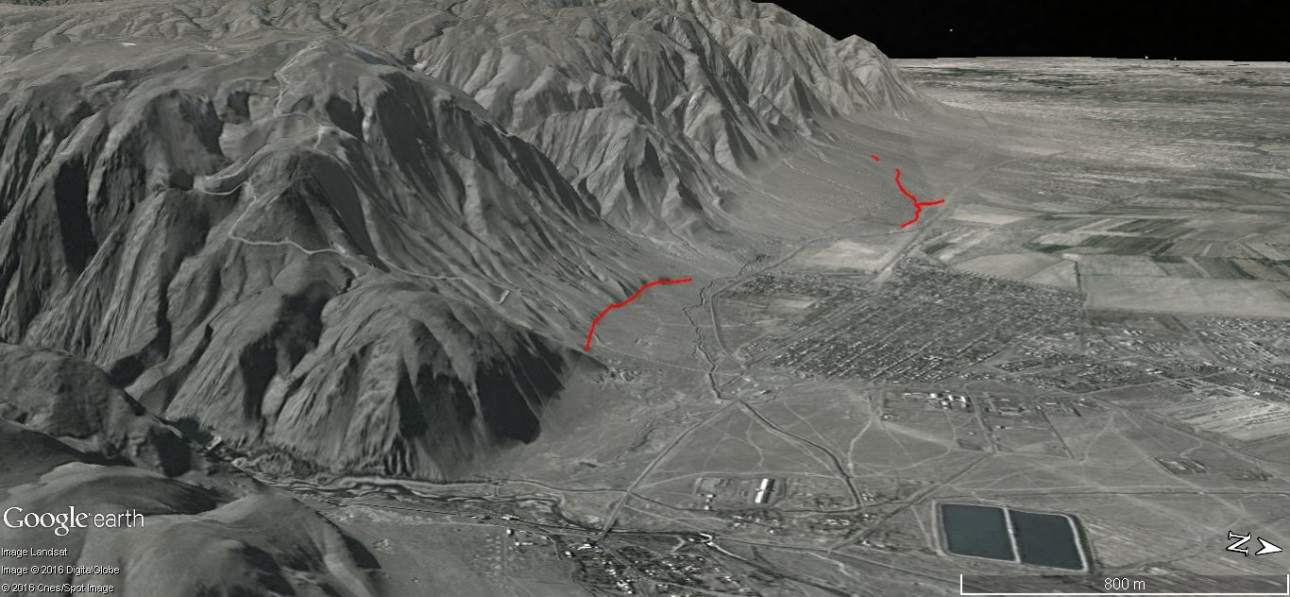 Google earth
Image Landsat
Image © 2016 DigitalGlobe
© 2016 Cnes/Spot Image
N
800 m